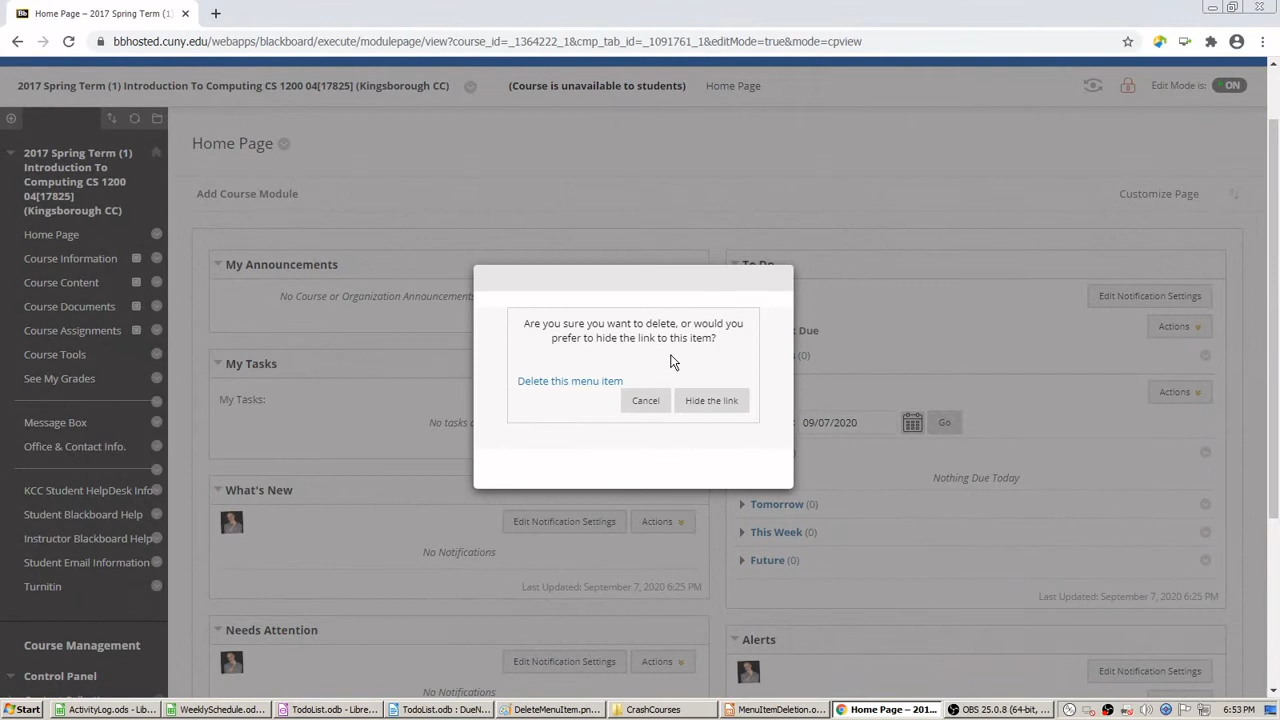 Home Page – 2017 Spring Term (1)
bbhosted.cuny.edu/webapps/blackboard/execute/modulepage/view?course_id=_1364222_1&cmp_tab_id=_1091761_1&editMode=true&mode=cpview
2017 Spring Term (1) Introduction To Computing CS 1200 04[17825] (Kingsborough CC)
(Course is unavailable to students)
Home Page
Edit Mode is:
ON
2017 Spring Term (1)
Introduction To
Computing CS 1200
04[17825]
(Kingsborough CC)
Home Page
Course Information
Course Content
Course Documents
Course Assignments
Course Tools
See My Grades
Message Box
Office & Contact Info.
KCC Student HelpDesk Info
Student Blackboard Help
Instructor Blackboard Help
Student Email Information
Turnitin
Course Management
Control Panel
Home Page
Add Course Module
Customize Page
My Announcements
No Course or Organization Announcements
My Tasks
My Tasks:
No tasks
What's New
Edit Notification Settings
Actions
No Notifications
Last Updated: September 7, 2020 6:25 PM
Needs Attention
Edit Notification Settings
Actions
No Notifications
Are you sure you want to delete, or would you
prefer to hide the link to this item?
Delete this menu item
Cancel
Hide the link
To Do
Edit Notification Settings
Due
Actions
(0)
Actions
09/07/2020
Go
Nothing Due Today
Tomorrow (0)
This Week (0)
Future (0)
Last Updated: September 7, 2020 6:25 PM
Alerts
Edit Notification Settings
Start
ActivityLog.ods - Lib...
WeeklySchedule.od...
TodoList.odb - Libre...
TodoList.odb : DueN...
DeleteMenuItem.pn...
CrashCourses
MenuItemDeletion.o...
Home Page – 201...
OBS 25.0.8 (64-bit, ...
6:53 PM